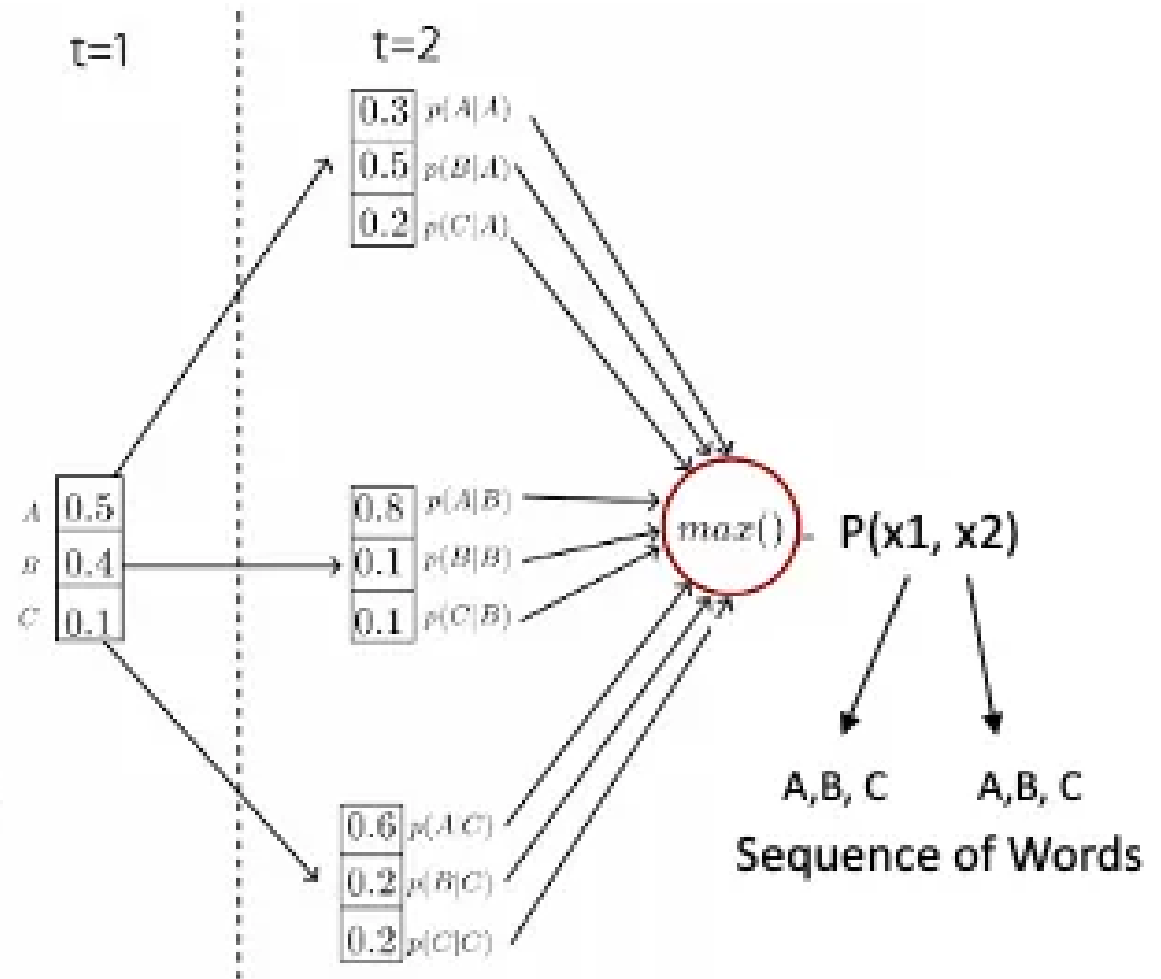 t=1
t=2
0.3 p(A|A)
0.5 p(B|A)
0.2 p(C|A)
A 0.5
B 0.4
C 0.1
0.8 p(A|B)
0.1 p(B|B)
0.1 p(C|B)
max()
P(x1, x2)
A,B, C
A,B, C
Sequence of Words
0.6 p(A|C)
0.2 p(B|C)
0.2 p(C|C)